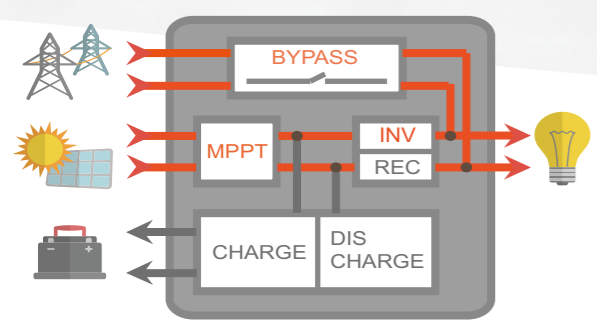 BYPASS
MPPT
INV
REC
CHARGE
DIS
CHARGE